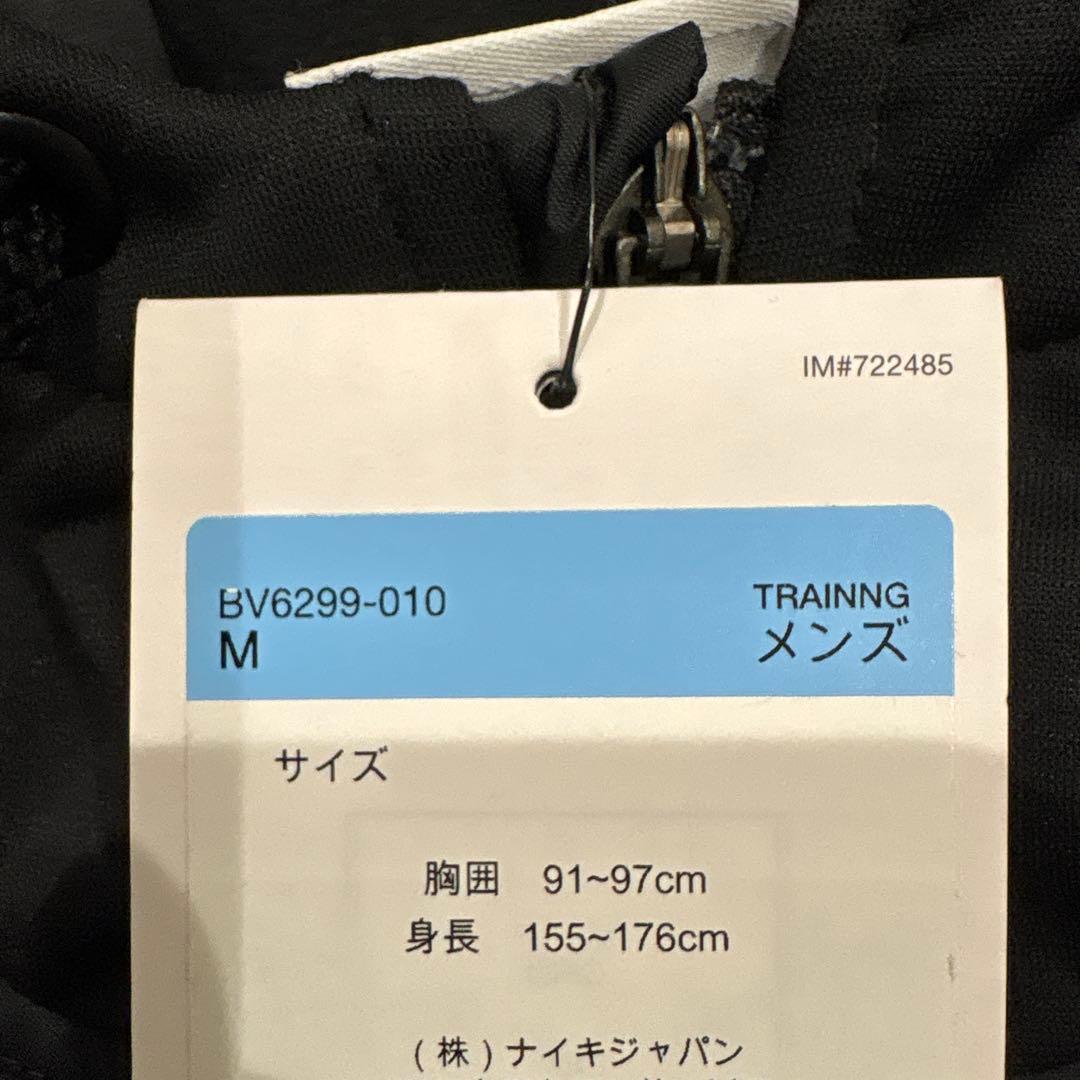 IM#722485
BV6299-010
TRAINNG
M
メンズ
サイズ
胸囲 91~97cm
身長 155~176cm
(株)ナイキジャパン